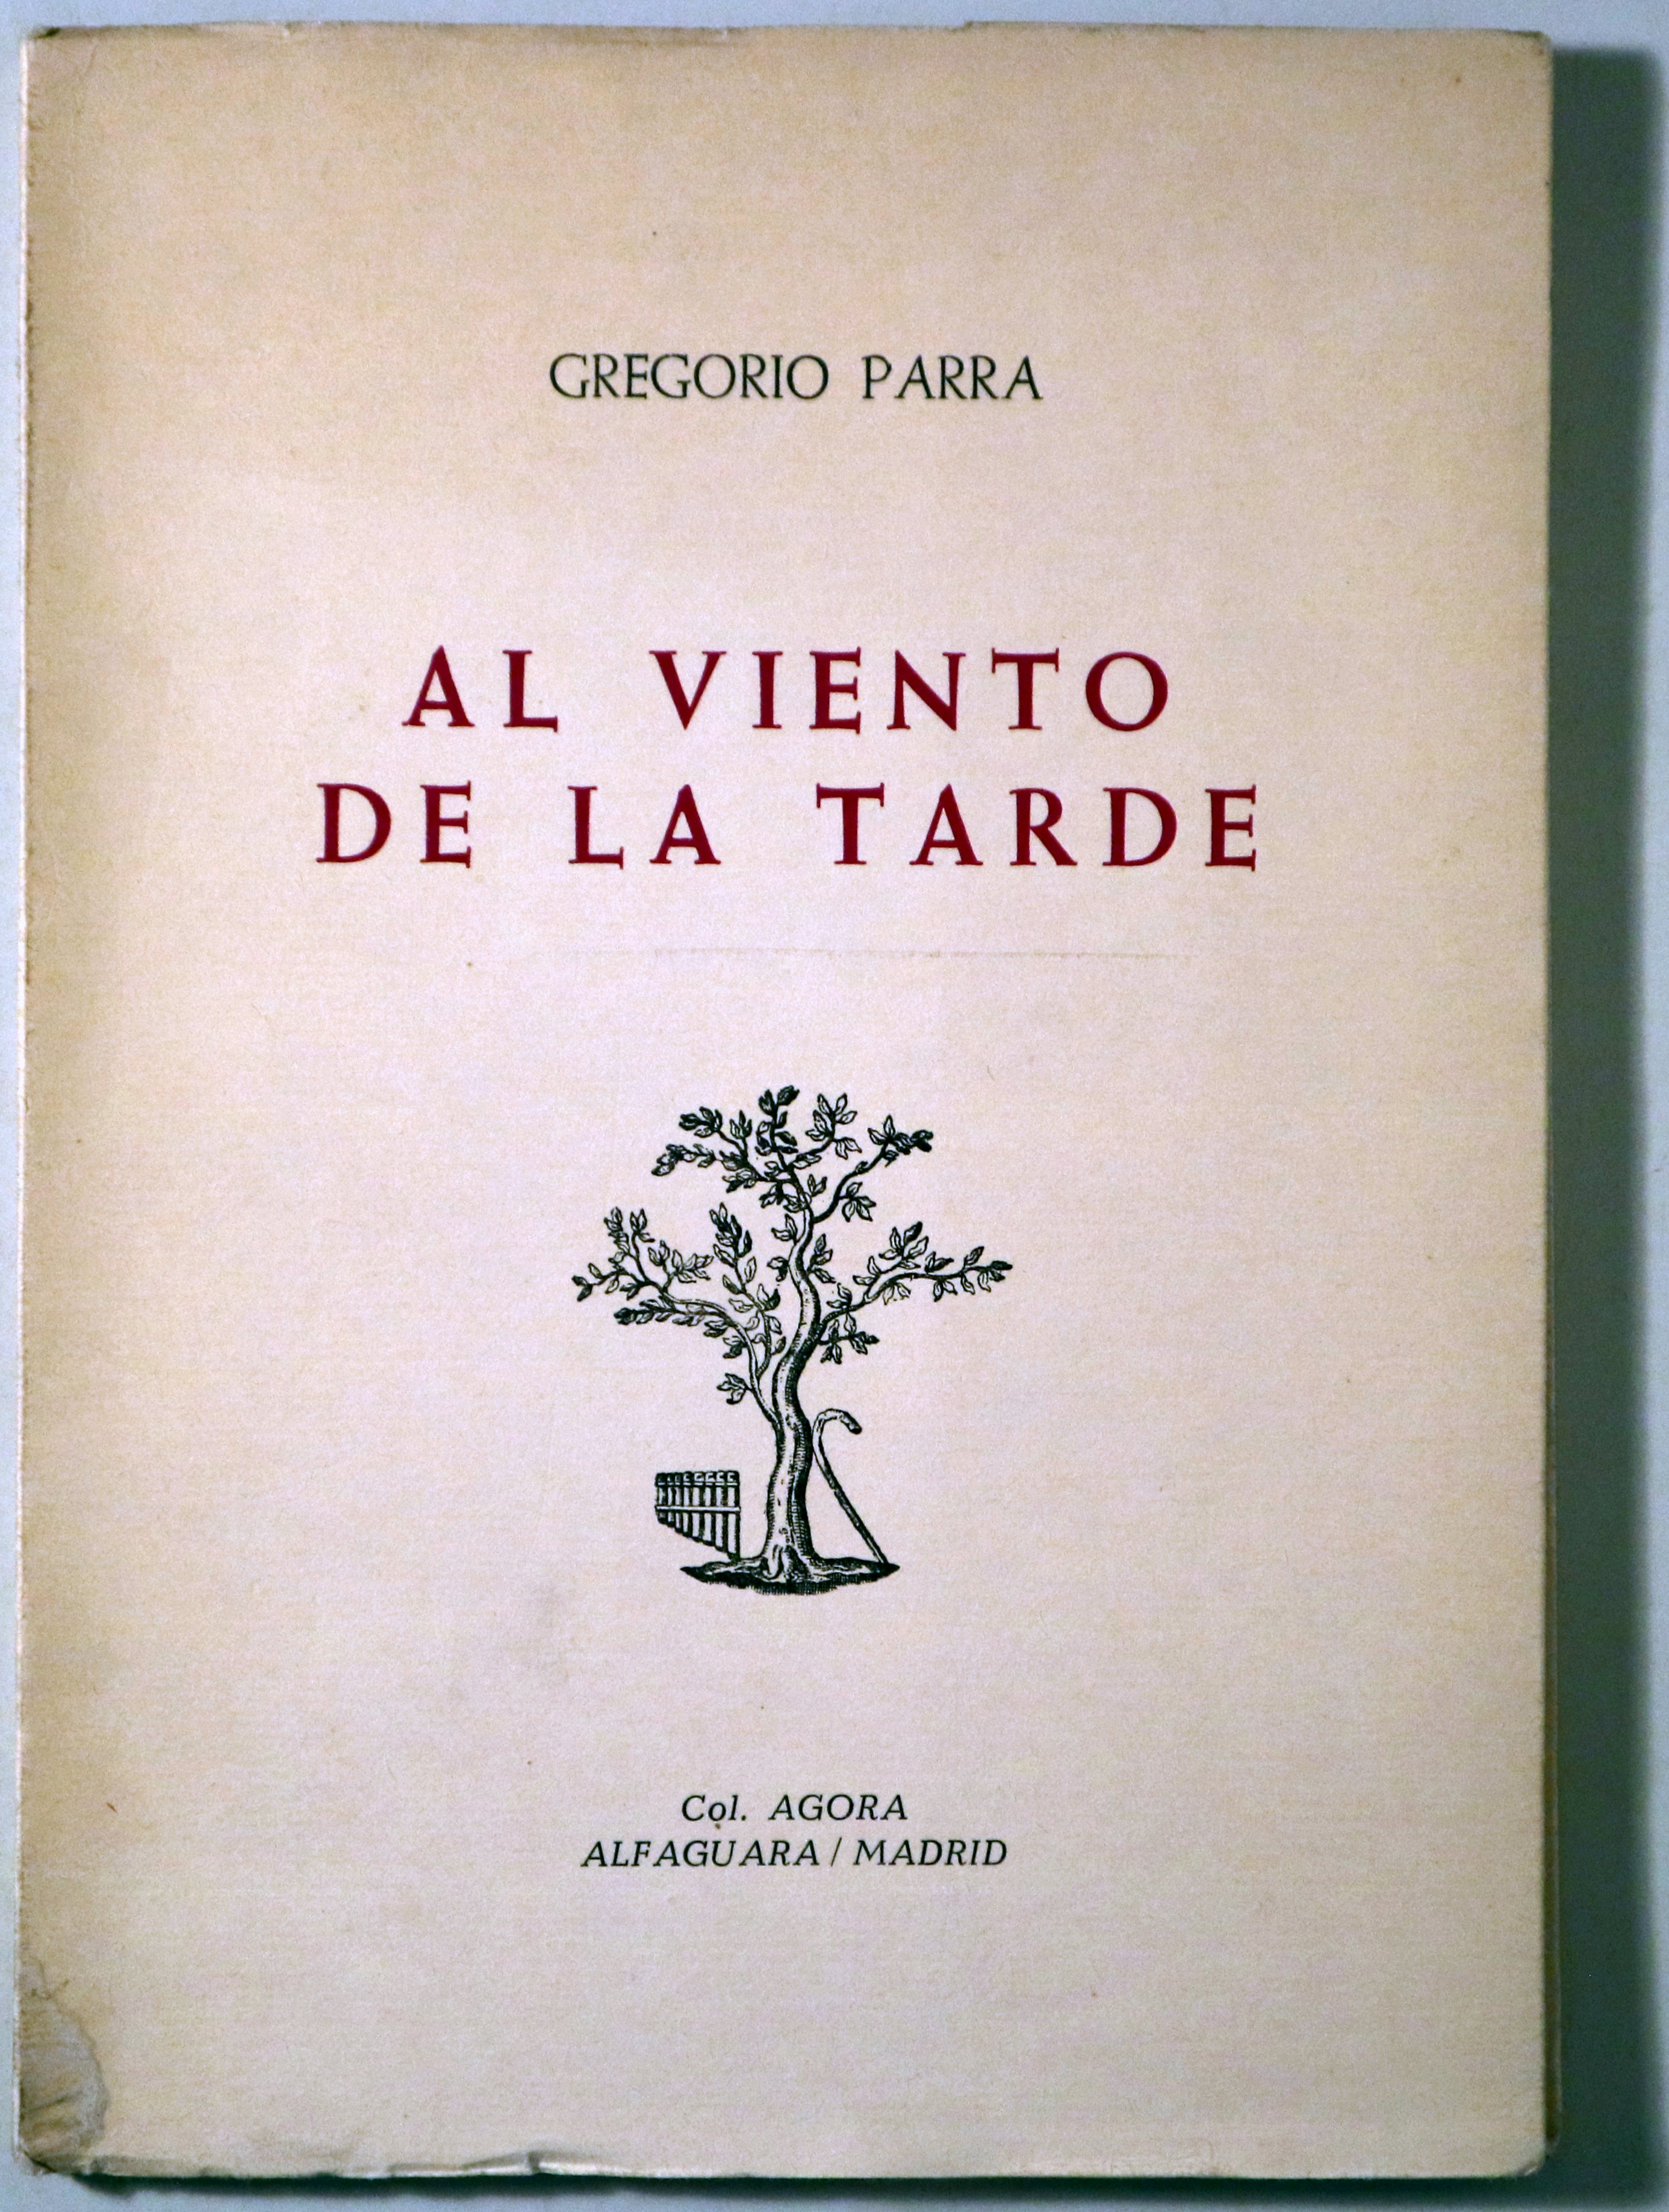 GREGORIO PARRA
AL VIENTO
DE LA TARDE
Col. AGORA
ALFAGUARA / MADRID